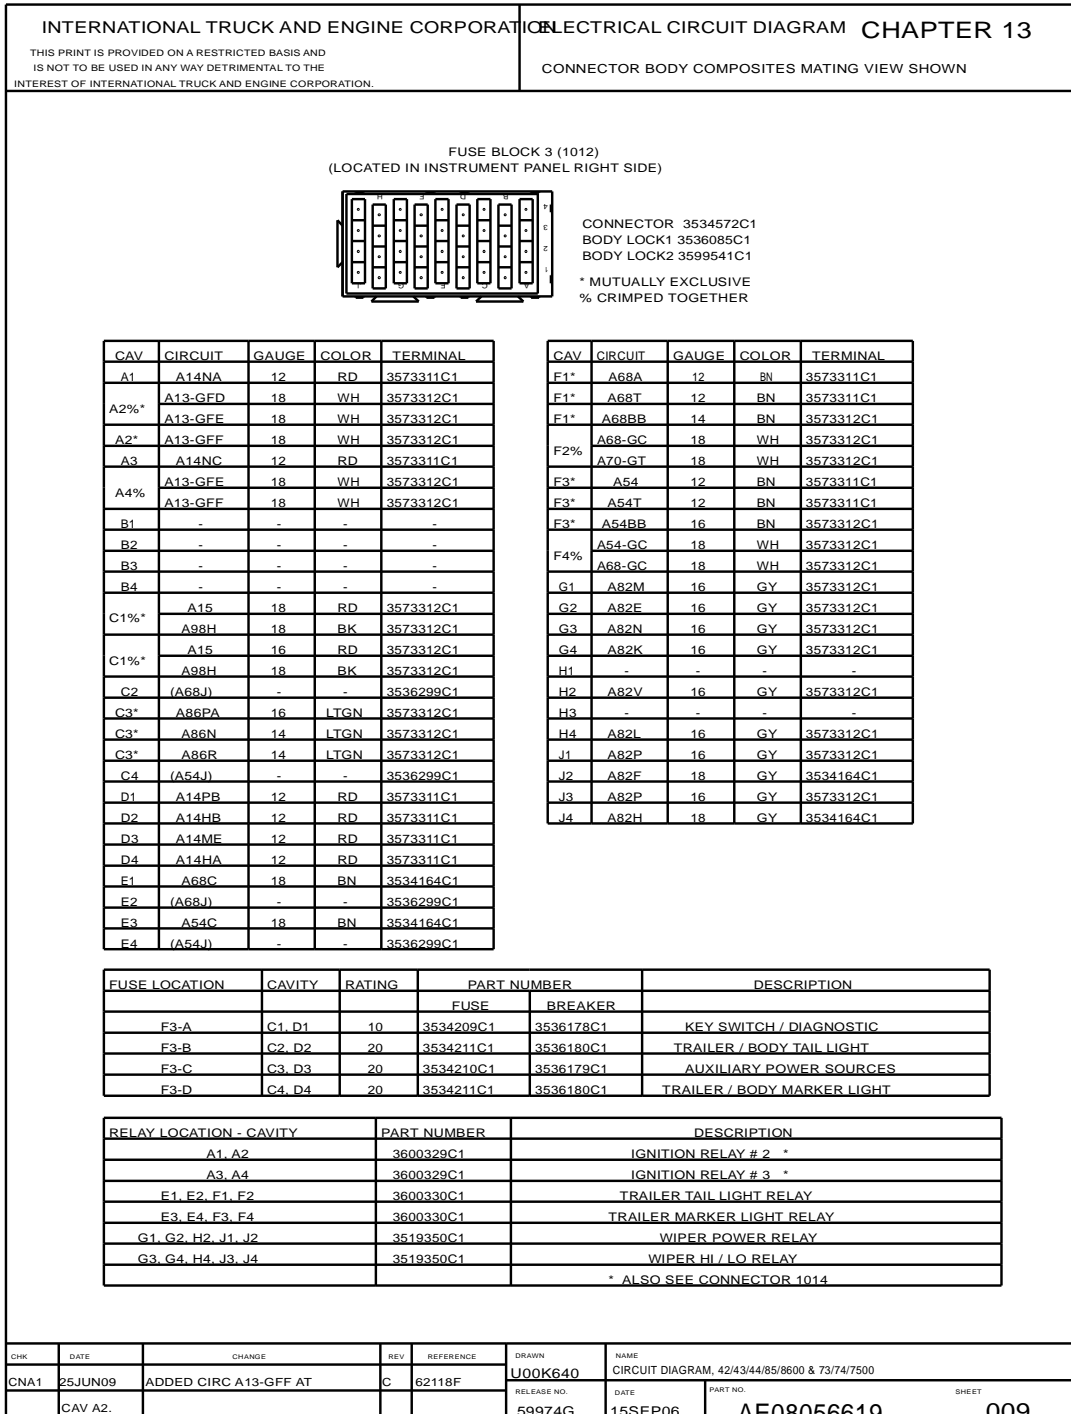 INTERNATIONAL TRUCK AND ENGINE CORPORATION
THIS PRINT IS PROVIDED ON A RESTRICTED BASIS AND
IS NOT TO BE USED IN ANY WAY DETRIMENTAL TO THE
INTEREST OF INTERNATIONAL TRUCK AND ENGINE CORPORATION.
ELECTRICAL CIRCUIT DIAGRAM CHAPTER 13
CONNECTOR BODY COMPOSITES MATING VIEW SHOWN
FUSE BLOCK 3 (1012)
(LOCATED IN INSTRUMENT PANEL RIGHT SIDE)
H F D B
4
3
2
1
J G E C A
CONNECTOR 3534572C1
BODY LOCK1 3536085C1
BODY LOCK2 3599541C1
* MUTUALLY EXCLUSIVE
% CRIMPED TOGETHER
CAV CIRCUIT GAUGE COLOR TERMINAL
A1 A14NA 12 RD 3573311C1
A2%* A13-GFD 18 WH 3573312C1
A13-GFE 18 WH 3573312C1
A2* A13-GFF 18 WH 3573312C1
A3 A14NC 12 RD 3573311C1
A4% A13-GFE 18 WH 3573312C1
A13-GFF 18 WH 3573312C1
B1 - - - -
B2 - - - -
B3 - - - -
B4 - - - -
C1%* A15 18 RD 3573312C1
A98H 18 BK 3573312C1
C1%* A15 16 RD 3573312C1
A98H 18 BK 3573312C1
C2 (A68J) - - 3536299C1
C3* A86PA 16 LTGN 3573312C1
C3* A86N 14 LTGN 3573312C1
C3* A86R 14 LTGN 3573312C1
C4 (A54J) - - 3536299C1
D1 A14PB 12 RD 3573311C1
D2 A14HB 12 RD 3573311C1
D3 A14ME 12 RD 3573311C1
D4 A14HA 12 RD 3573311C1
E1 A68C 18 BN 3534164C1
E2 (A68J) - - 3536299C1
E3 A54C 18 BN 3534164C1
E4 (A54J) - - 3536299C1
CAV CIRCUIT GAUGE COLOR TERMINAL
F1* A68A 12 BN 3573311C1
F1* A68T 12 BN 3573311C1
F1* A68BB 14 BN 3573312C1
F2% A68-GC 18 WH 3573312C1
A70-GT 18 WH 3573312C1
F3* A54 12 BN 3573311C1
F3* A54T 12 BN 3573311C1
F3* A54BB 16 BN 3573312C1
F4% A54-GC 18 WH 3573312C1
A68-GC 18 WH 3573312C1
G1 A82M 16 GY 3573312C1
G2 A82E 16 GY 3573312C1
G3 A82N 16 GY 3573312C1
G4 A82K 16 GY 3573312C1
H1 - - - -
H2 A82V 16 GY 3573312C1
H3 - - - -
H4 A82L 16 GY 3573312C1
J1 A82P 16 GY 3573312C1
J2 A82F 18 GY 3534164C1
J3 A82P 16 GY 3573312C1
J4 A82H 18 GY 3534164C1
FUSE LOCATION CAVITY RATING PART NUMBER DESCRIPTION
FUSE BREAKER
F3-A C1, D1 10 3534209C1 3536178C1 KEY SWITCH / DIAGNOSTIC
F3-B C2, D2 20 3534211C1 3536180C1 TRAILER / BODY TAIL LIGHT
F3-C C3, D3 20 3534210C1 3536179C1 AUXILIARY POWER SOURCES
F3-D C4, D4 20 3534211C1 3536180C1 TRAILER / BODY MARKER LIGHT
RELAY LOCATION - CAVITY PART NUMBER DESCRIPTION
A1, A2 3600329C1 IGNITION RELAY # 2 *
A3, A4 3600329C1 IGNITION RELAY # 3 *
E1, E2, F1, F2 3600330C1 TRAILER TAIL LIGHT RELAY
E3, E4, F3, F4 3600330C1 TRAILER MARKER LIGHT RELAY
G1, G2, H2, J1, J2 3519350C1 WIPER POWER RELAY
G3, G4, H4, J3, J4 3519350C1 WIPER HI / LO RELAY
* ALSO SEE CONNECTOR 1014
CHK DATE CHANGE REV REFERENCE DRAWN NAME
CNA1 25JUN09 ADDED CIRC A13-GFF AT C 62118F U00K640 CIRCUIT DIAGRAM, 42/43/44/85/8600 & 73/74/7500
RELEASE NO. DATE PART NO. SHEET
CAV A2. 59974G 15SEP06 AE08056619 009